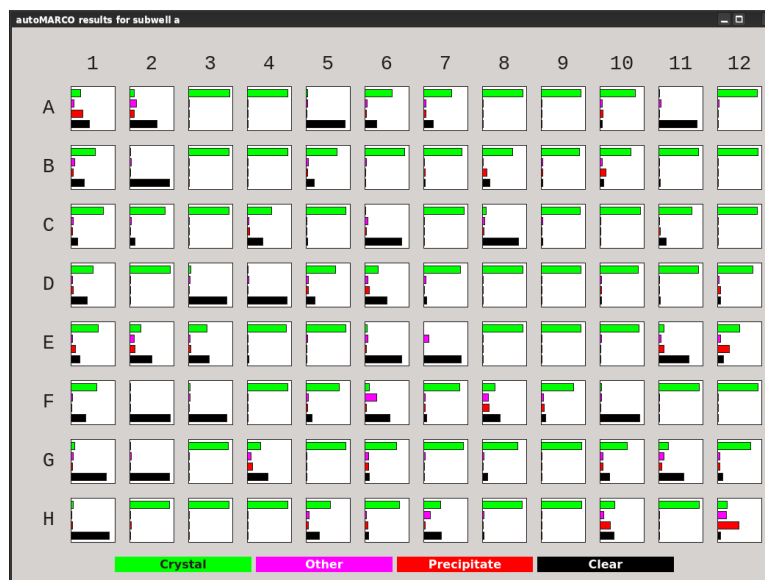 autoMARCO results for subwell a
1 2 3 4 5 6 7 8 9 10 11 12
A
B
C
D
E
F
G
H
Crystal Other Precipitate Clear